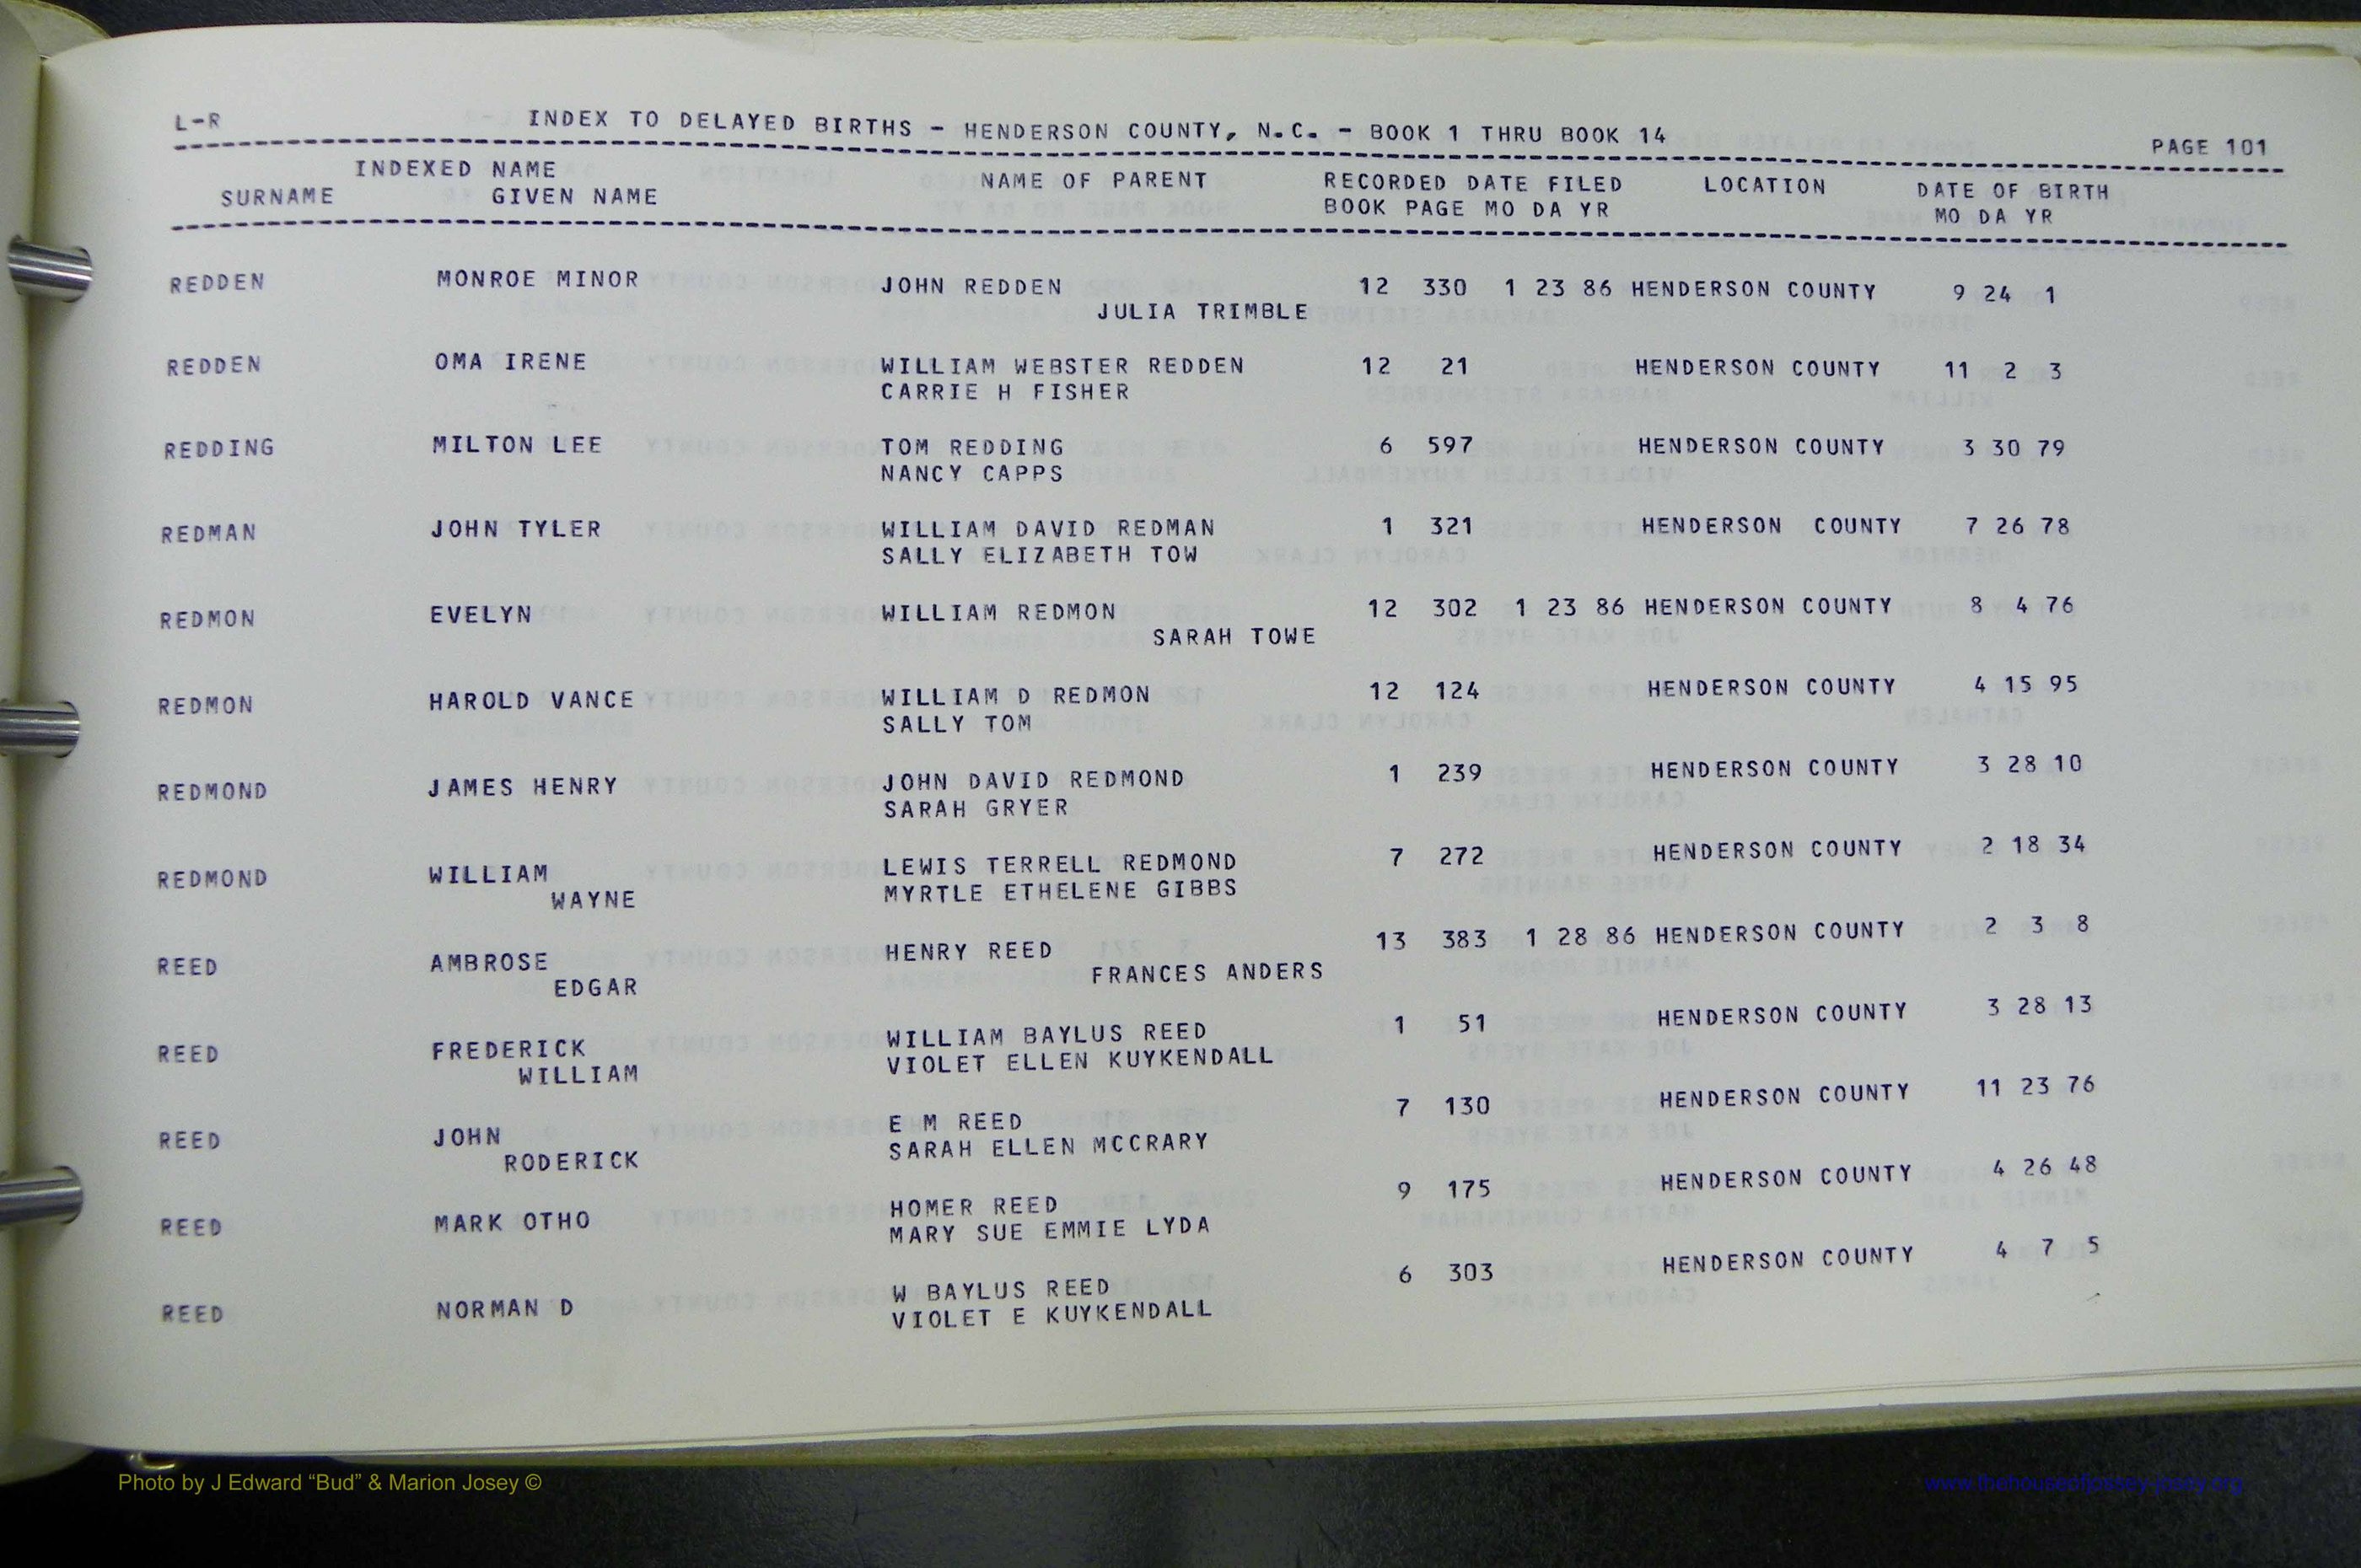 L-R INDEX TO DELAYED BIRTHS - HENDERSON COUNTY, N.C. - BOOK 1 THRU BOOK 14 PAGE 101
INDEXED NAME NAME OF PARENT RECORDED DATE FILED LOCATION DATE OF BIRTH
SURNAME GIVEN NAME BOOK PAGE MO DA YR MO DA YR
REDDEN MONROE MINOR JOHN REDDEN 12 330 1 23 86 HENDERSON COUNTY 9 24 1
JULIA TRIMBLE
REDDEN OMA IRENE WILLIAM WEBSTER REDDEN 12 21 HENDERSON COUNTY 11 2 3
CARRIE H FISHER
REDDING MILTON LEE TOM REDDING 6 597 HENDERSON COUNTY 3 30 79
NANCY CAPPS
REDMAN JOHN TYLER WILLIAM DAVID REDMAN 1 321 HENDERSON COUNTY 7 26 78
SALLY ELIZABETH TOW
REDMON EVELYN WILLIAM REDMON 12 302 1 23 86 HENDERSON COUNTY 8 4 76
SARAH TOWE
REDMON HAROLD VANCE WILLIAM D REDMON 12 124 HENDERSON COUNTY 4 15 95
SALLY TOM
REDMOND JAMES HENRY JOHN DAVID REDMOND 1 239 HENDERSON COUNTY 3 28 10
SARAH GRYER
REDMOND WILLIAM LEWIS TERRELL REDMOND 7 272 HENDERSON COUNTY 2 18 34
WAYNE MYRTLE ETHELENE GIBBS
REED AMBROSE HENRY REED 13 383 1 28 86 HENDERSON COUNTY 2 3 8
EDGAR FRANCES ANDERS
REED FREDERICK WILLIAM BAYLUS REED 1 51 HENDERSON COUNTY 3 28 13
WILLIAM VIOLET ELLEN KUYKENDALL
REED JOHN E M REED 7 130 HENDERSON COUNTY 11 23 76
RODERICK SARAH ELLEN MCCRARY
REED MARK OTHO HOMER REED 9 175 HENDERSON COUNTY 4 26 48
MARY SUE EMMIE LYDA
REED NORMAN D W BAYLUS REED 6 303 HENDERSON COUNTY 4 7 5
VIOLET E KUYKENDALL
Photo by J Edward “Bud” & Marion Josey ©